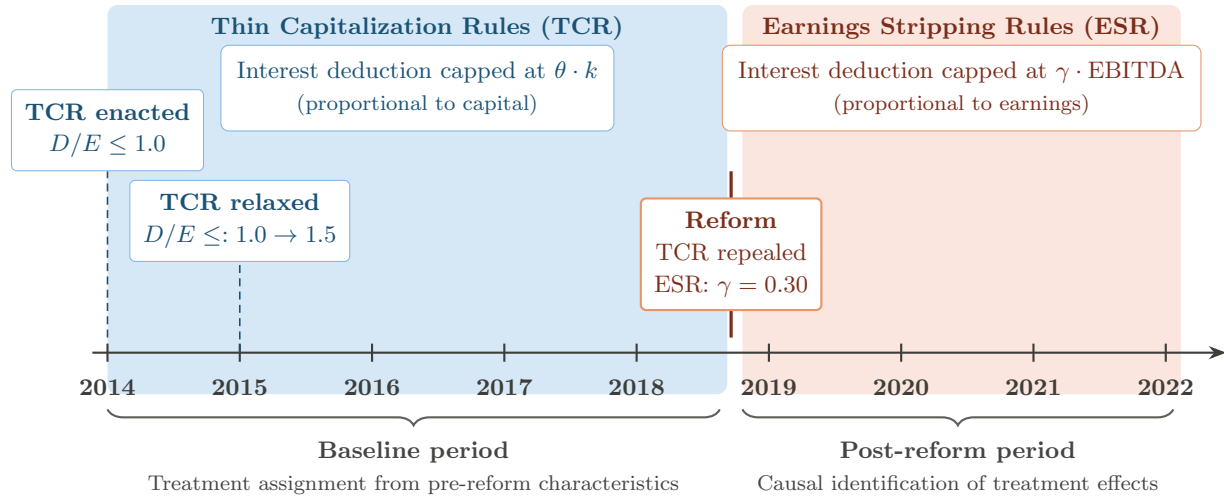 Thin Capitalization Rules (TCR)
Interest deduction capped at θ · k
(proportional to capital)
Earnings Stripping Rules (ESR)
Interest deduction capped at γ · EBITDA
(proportional to earnings)
TCR enacted
D/E ≤ 1.0
TCR relaxed
D/E ≤: 1.0 → 1.5
Reform
TCR repealed
ESR: γ = 0.30
2014 2015 2016 2017 2018 2019 2020 2021 2022
Baseline period
Treatment assignment from pre-reform characteristics
Post-reform period
Causal identification of treatment effects